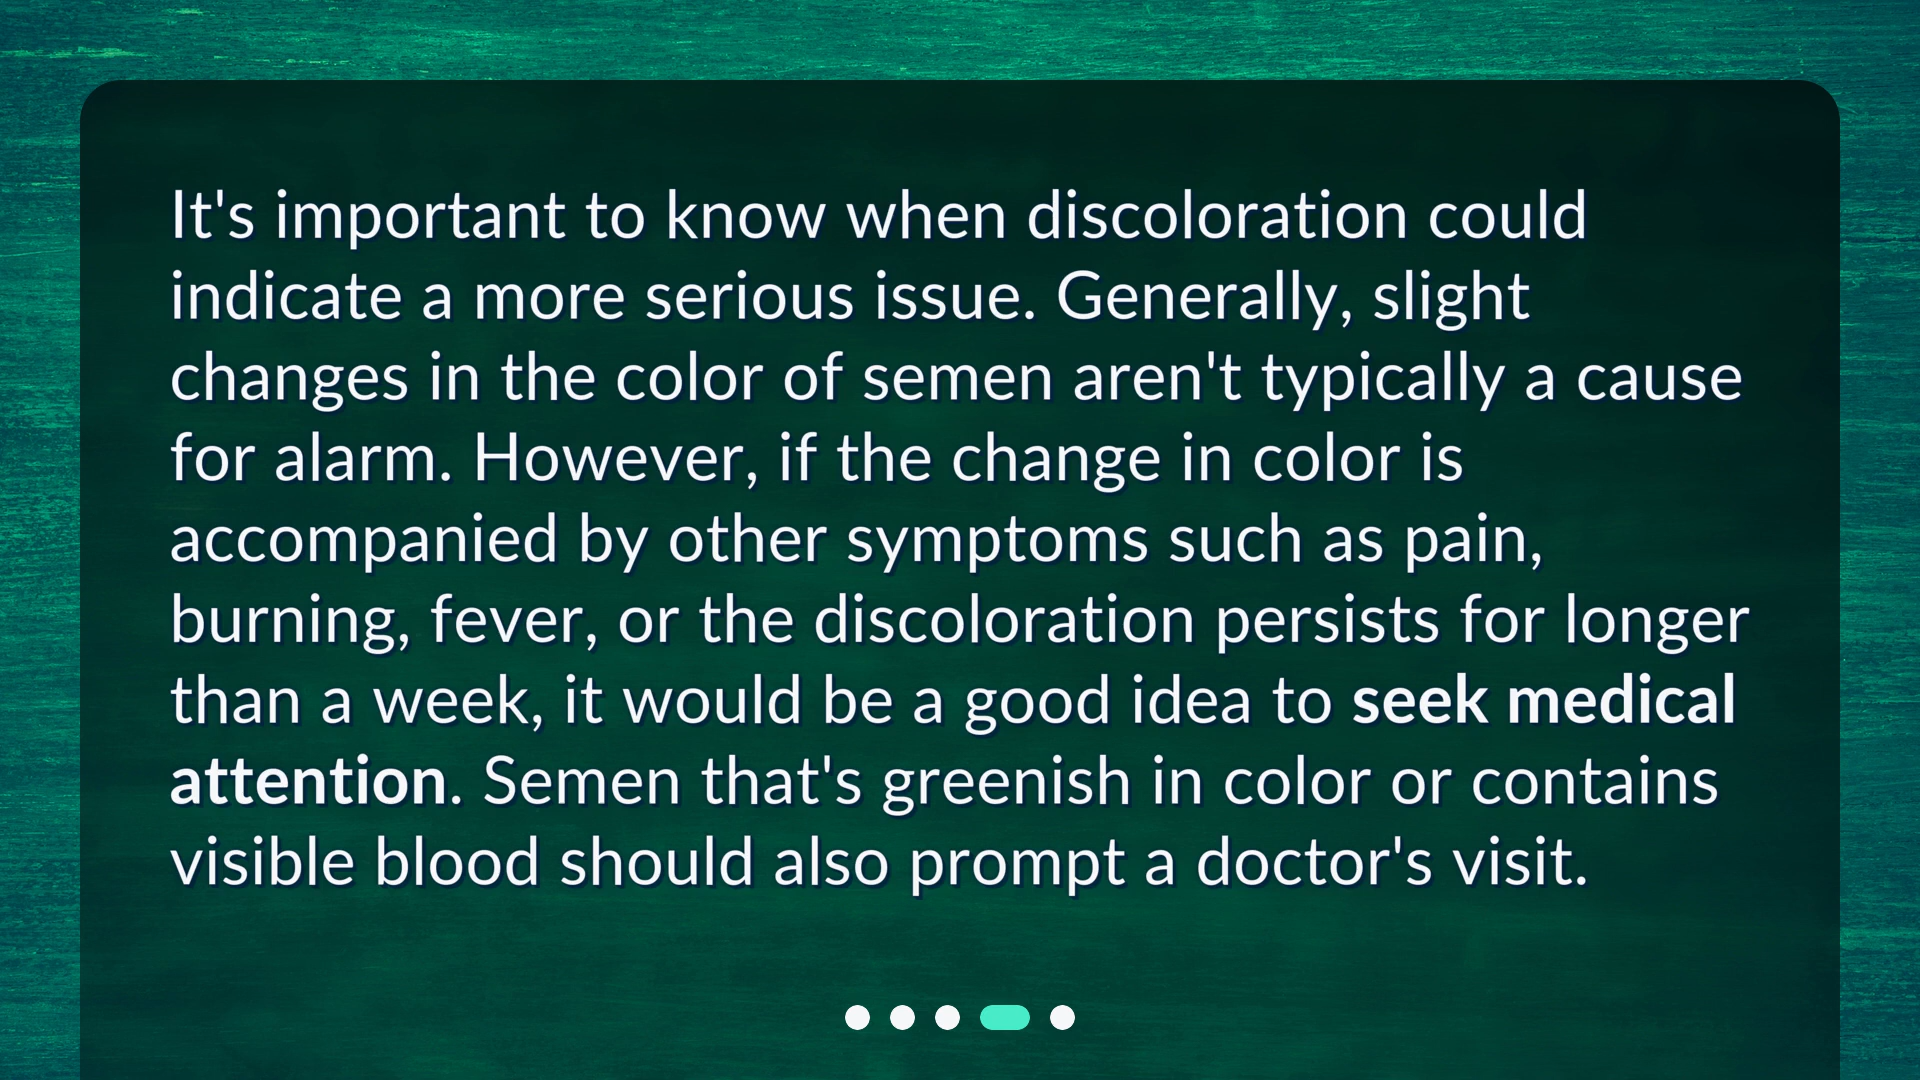 It's important to know when discoloration could
indicate a more serious issue. Generally, slight
changes in the color of semen aren't typically a cause
for alarm. However, if the change in color is
accompanied by other symptoms such as pain,
burning, fever, or the discoloration persists for longer
than a week, it would be a good idea to seek medical
attention. Semen that's greenish in color or contains
visible blood should also prompt a doctor's visit.